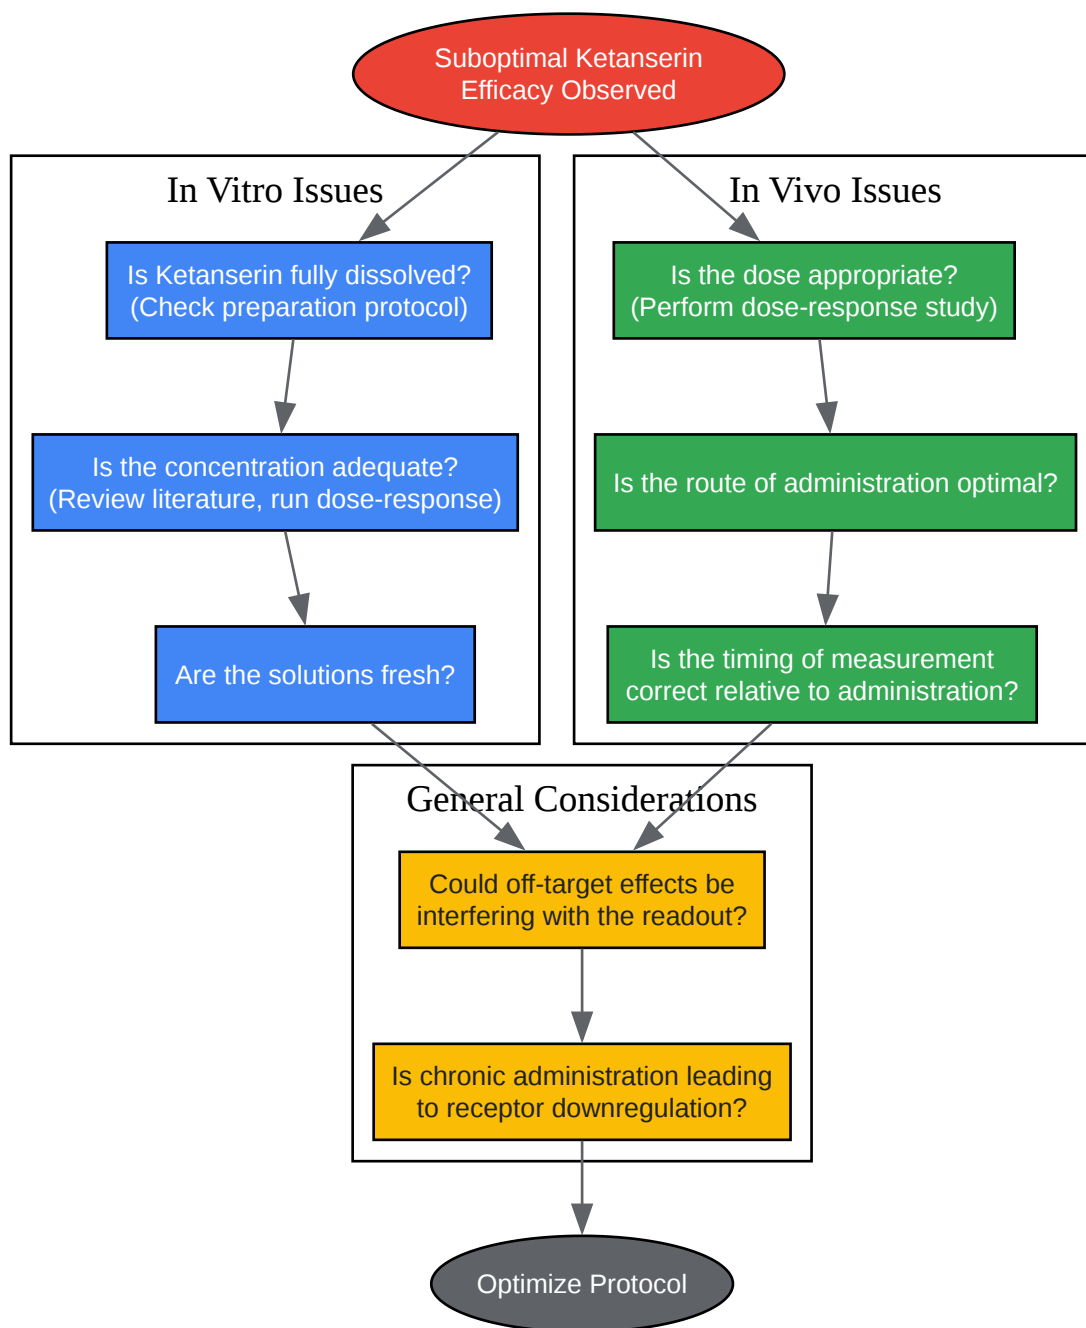 Suboptimal Ketanserin
Efficacy Observed
In Vitro Issues
Is Ketanserin fully dissolved?
(Check preparation protocol)
Is the concentration adequate?
(Review literature, run dose-response)
Are the solutions fresh?
In Vivo Issues
Is the dose appropriate?
(Perform dose-response study)
Is the route of administration optimal?
Is the timing of measurement
correct relative to administration?
General Considerations
Could off-target effects be
interfering with the readout?
Is chronic administration leading
to receptor downregulation?
Optimize Protocol